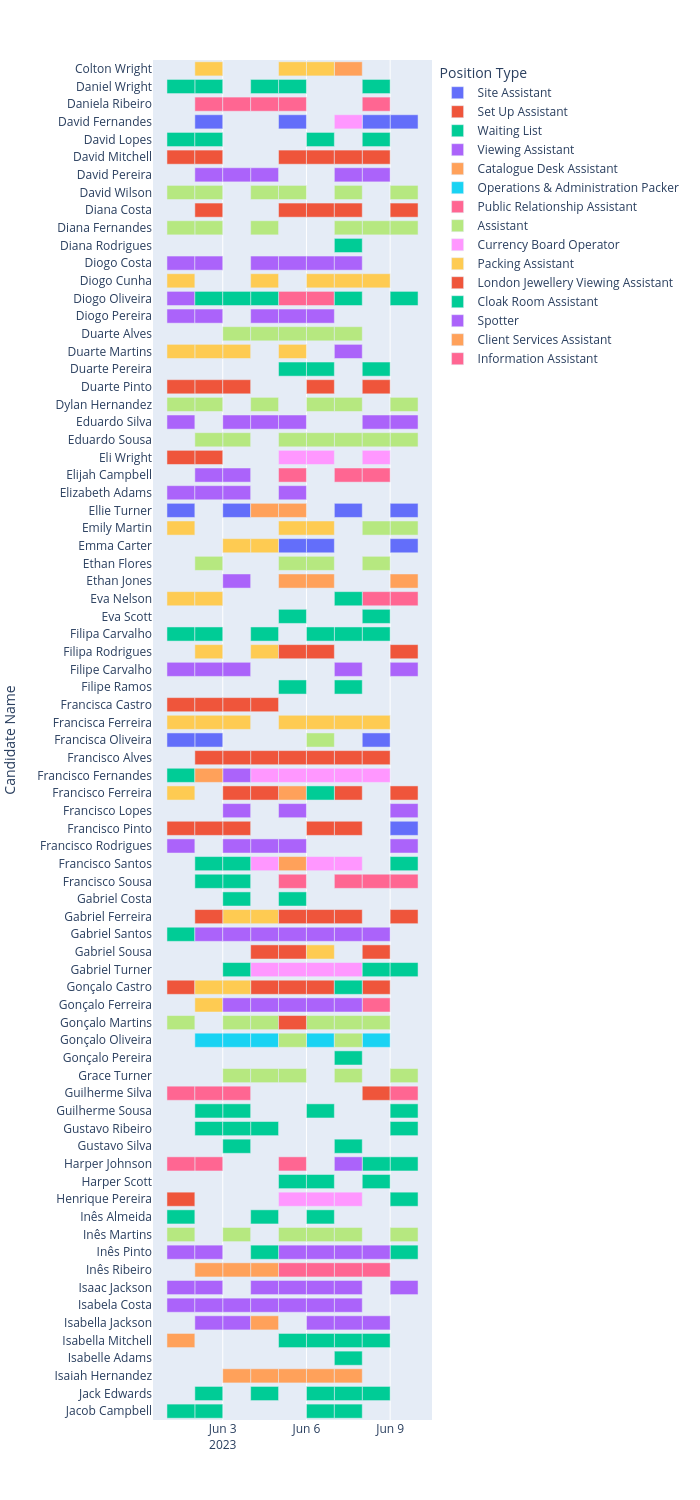 Position Type
Site Assistant
Set Up Assistant
Waiting List
Viewing Assistant
Catalogue Desk Assistant
Operations & Administration Packer
Public Relationship Assistant
Assistant
Currency Board Operator
Packing Assistant
London Jewellery Viewing Assistant
Cloak Room Assistant
Spotter
Client Services Assistant
Information Assistant
Candidate Name
Colton Wright
Daniel Wright
Daniela Ribeiro
David Fernandes
David Lopes
David Mitchell
David Pereira
David Wilson
Diana Costa
Diana Fernandes
Diana Rodrigues
Diogo Costa
Diogo Cunha
Diogo Oliveira
Diogo Pereira
Duarte Alves
Duarte Martins
Duarte Pereira
Duarte Pinto
Dylan Hernandez
Eduardo Silva
Eduardo Sousa
Eli Wright
Elijah Campbell
Elizabeth Adams
Ellie Turner
Emily Martin
Emma Carter
Ethan Flores
Ethan Jones
Eva Nelson
Eva Scott
Filipa Carvalho
Filipa Rodrigues
Filipe Carvalho
Filipe Ramos
Francisca Castro
Francisca Ferreira
Francisca Oliveira
Francisco Alves
Francisco Fernandes
Francisco Ferreira
Francisco Lopes
Francisco Pinto
Francisco Rodrigues
Francisco Santos
Francisco Sousa
Gabriel Costa
Gabriel Ferreira
Gabriel Santos
Gabriel Sousa
Gabriel Turner
Gonçalo Castro
Gonçalo Ferreira
Gonçalo Martins
Gonçalo Oliveira
Gonçalo Pereira
Grace Turner
Guilherme Silva
Guilherme Sousa
Gustavo Ribeiro
Gustavo Silva
Harper Johnson
Harper Scott
Henrique Pereira
Inês Almeida
Inês Martins
Inês Pinto
Inês Ribeiro
Isaac Jackson
Isabela Costa
Isabella Jackson
Isabella Mitchell
Isabelle Adams
Isaiah Hernandez
Jack Edwards
Jacob Campbell
Jun 3 Jun 6 Jun 9
2023